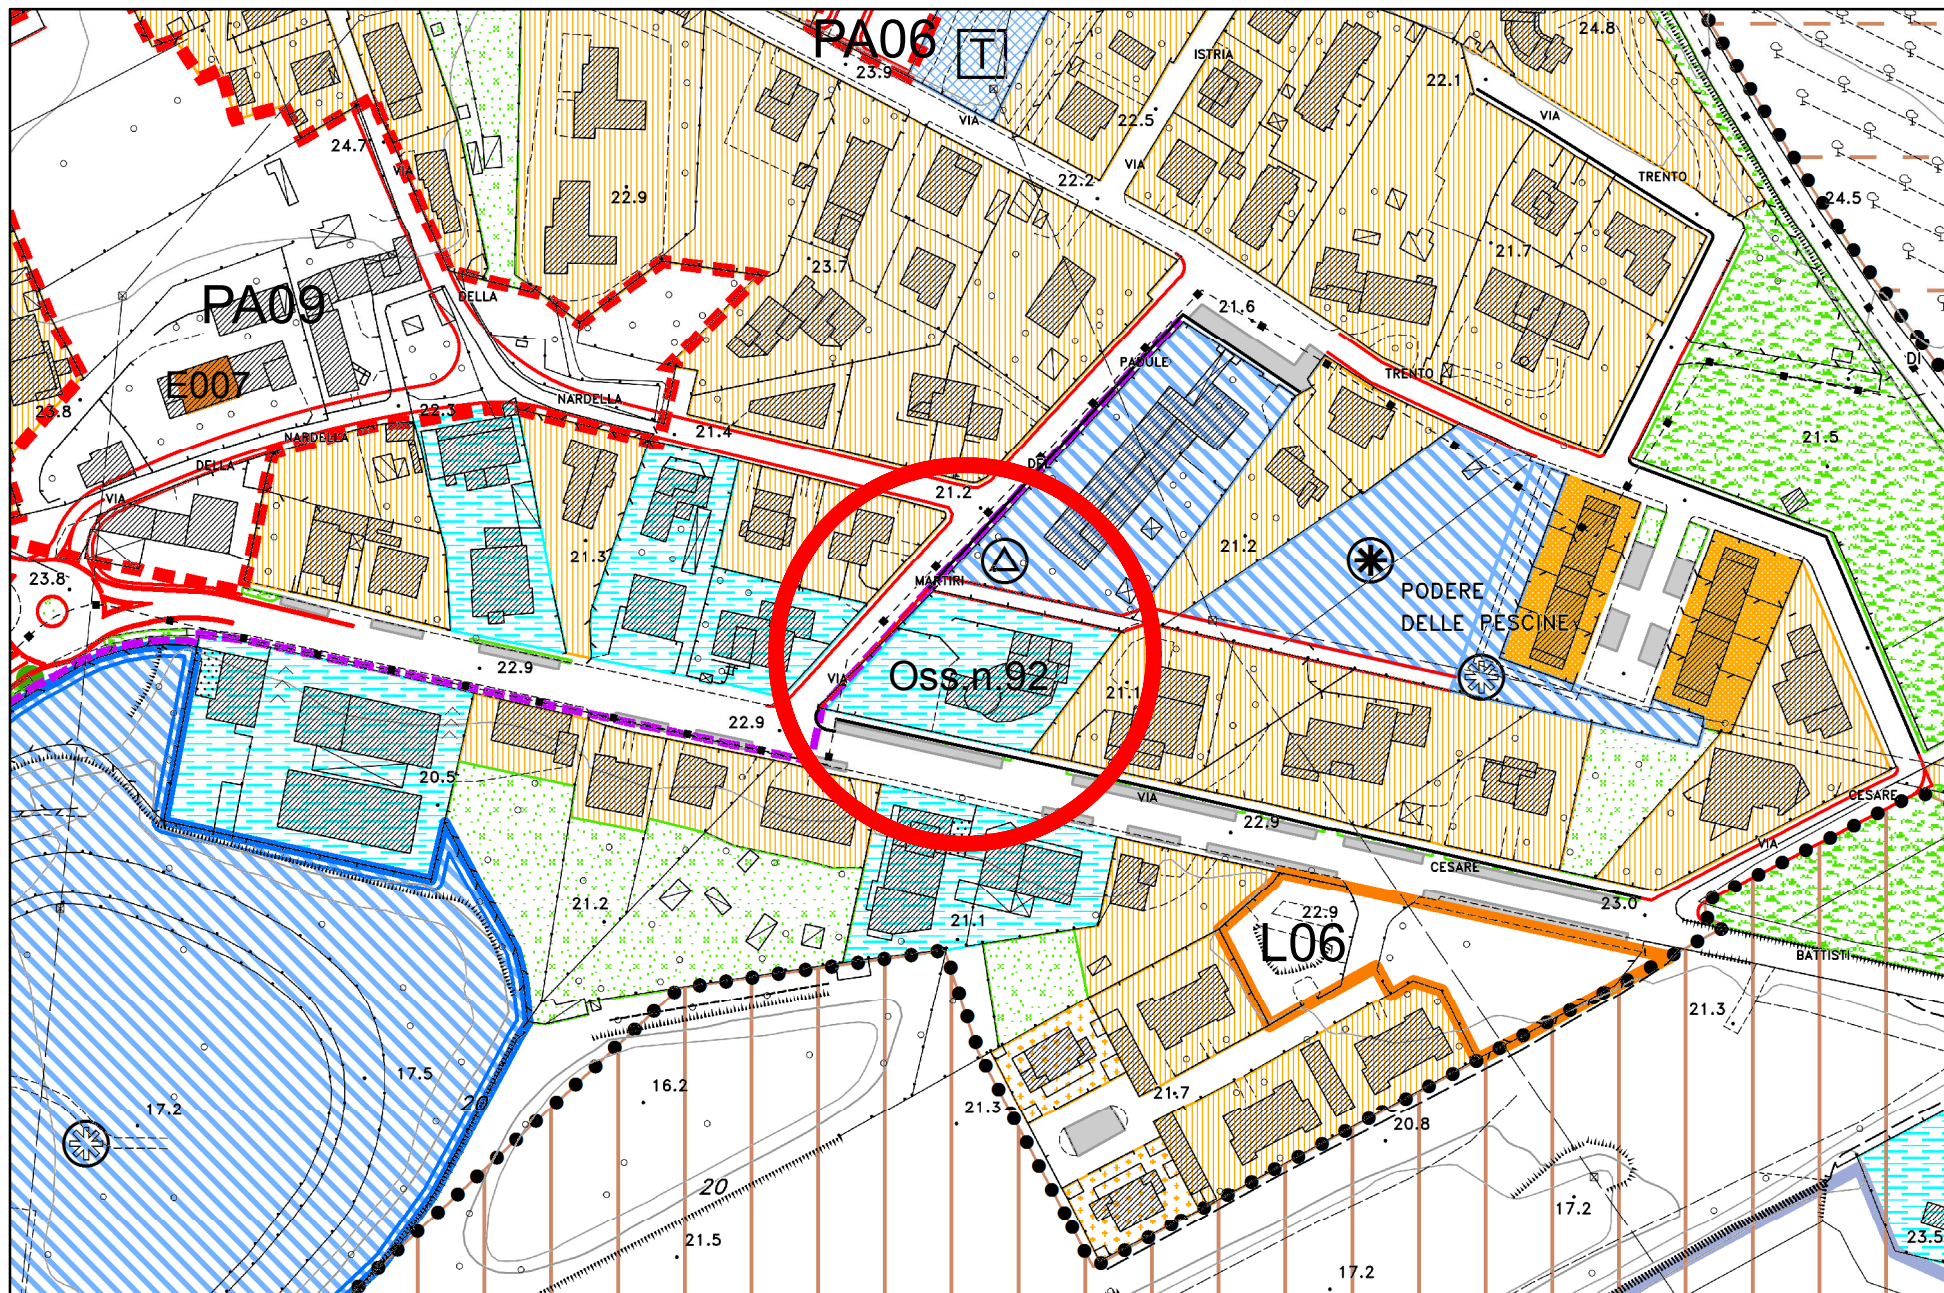 PA06
T
23.9
ISTRIA
24.8
22.1
VIA
22.5
VIA
24.7
VIA
VIA
TRENTO
22.2
22.9
24.5
21.7
23.7
DELLA
PA09
21.6
PADULE
DI
TRENTO
E007
23.8
22.3
NARDELLA
21.4
NARDELLA
21.5
DELLA
DEL
VIA
21.2
21.3
21.2
23.8
MARTIRI
PODERE
DELLE PESCINE
22.9
VIA
Oss.n.92
21.1
P
22.9
20.5
VIA
CESARE
22.9
VIA
CESARE
21.2
21.1
23.0
22.9
L06
BATTISTI
21.3
17.5
16.2
20
17.2
21.3
21.7
20.8
20
17.2
21.5
23.5
17.2